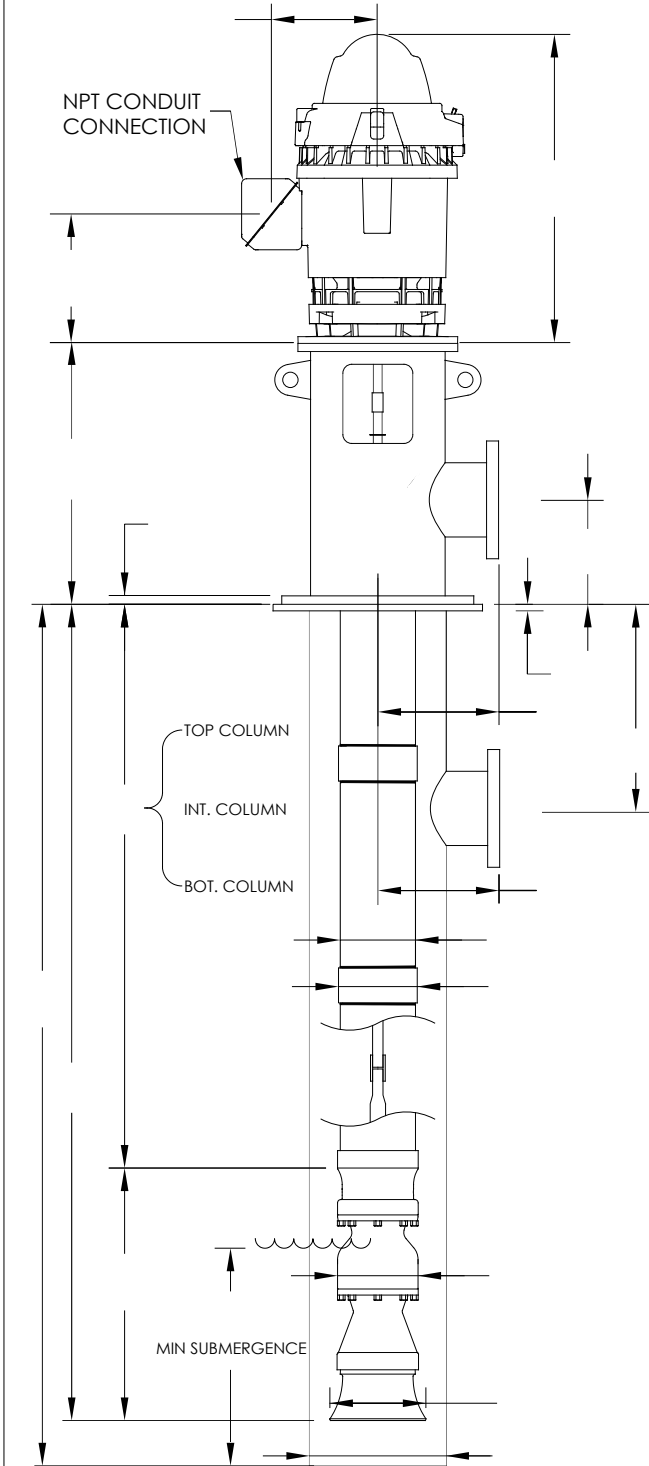 NPT CONDUIT
CONNECTION
TOP COLUMN
INT. COLUMN
BOT. COLUMN
MIN SUBMERGENCE